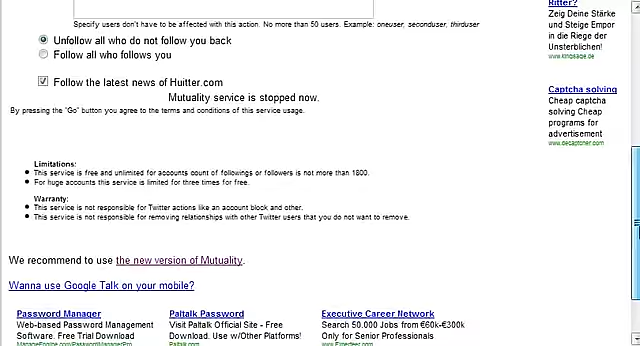 Specify users don't have to be affected with this action. No more than 50 users. Example: oneuser, seconduser, thirduser
Unfollow all who do not follow you back
Follow all who follows you
Follow the latest news of Huitter.com
Mutuality service is stopped now.
By pressing the "Go" button you agree to the terms and conditions of this service usage.
Limitations:
This service is free and unlimited for accounts count of followings or followers is not more than 1800.
For huge accounts this service is limited for three times for free.
Warranty:
This service is not responsible for Twitter actions like an account block and other.
This service is not responsible for removing relationships with other Twitter users that you do not want to remove.
We recommend to use the new version of Mutuality.
Wanna use Google Talk on your mobile?
Password Manager
Web-based Password Management
Software. Free Trial Download
ManageEngine.com/PasswordManagerPro
Paltalk Password
Visit Paltalk Official Site - Free
Download. Use w/Other Platforms!
Paltalk.com
Executive Career Network
Search 50.000 Jobs from €60k-€300k
Only for Senior Professionals
Ritter?
Zeig Deine Stärke
und Steige Empor
in die Riege der
Unsterblichen!
www.kingsage.de
Captcha solving
Cheap captcha
solving Cheap
programs for
advertisement
www.decaptcher.com